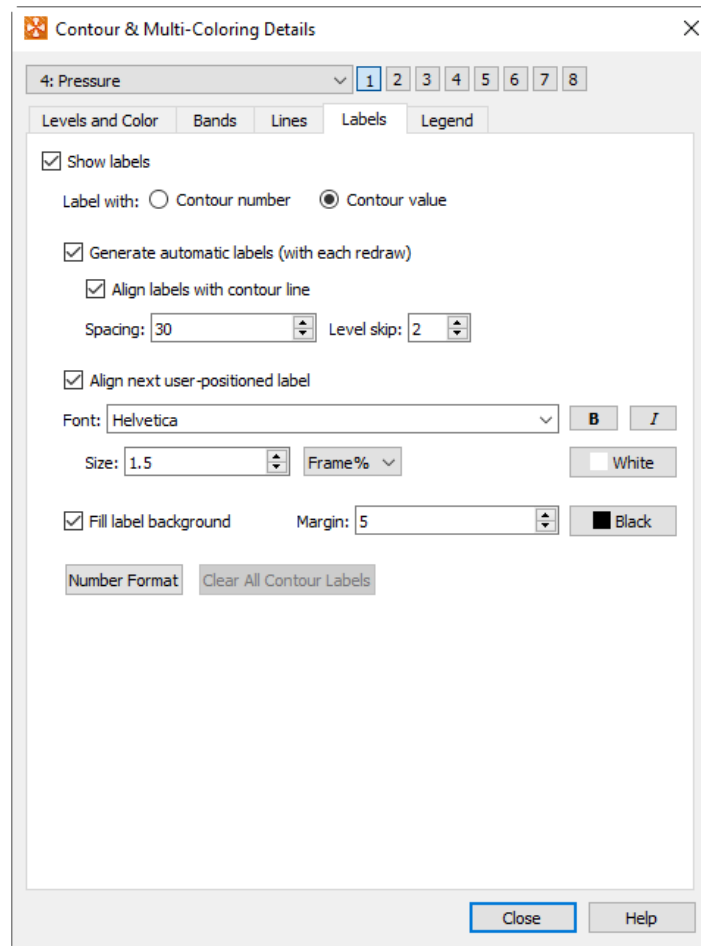 Contour & Multi-Coloring Details
4: Pressure 1 2 3 4 5 6 7 8
Levels and Color Bands Lines Labels Legend
Show labels
Label with: Contour number Contour value
Generate automatic labels (with each redraw)
Align labels with contour line
Spacing: 30 Level skip: 2
Align next user-positioned label
Font: Helvetica B I
Size: 1.5 Frame% White
Fill label background Margin: 5 Black
Number Format Clear All Contour Labels
Close Help